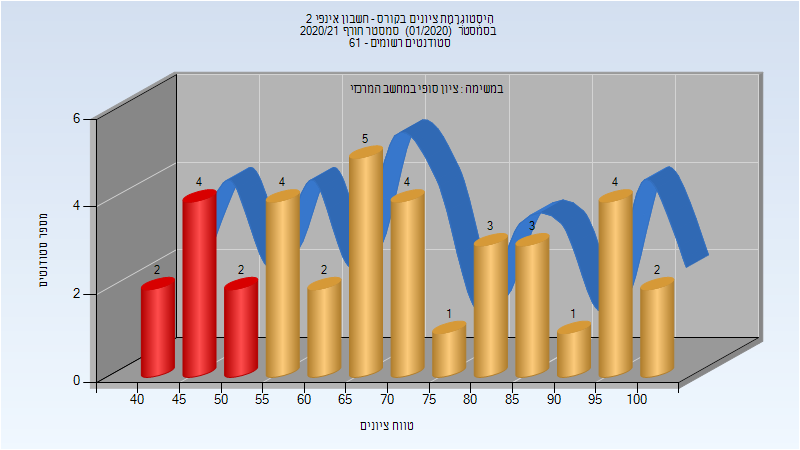 היסטוגרמת ציונים בקורס - חשבון אינפי 2
בסמסטר (01/2020) סמסטר חורף 2020/21
סטודנטים רשומים - 61
במשימה : ציון סופי במחשב המרכזי
מספר סטודנטים
6
4
2
0
2
4
2
4
2
5
4
1
3
3
1
4
2
40 45 50 55 60 65 70 75 80 85 90 95 100
טווח ציונים